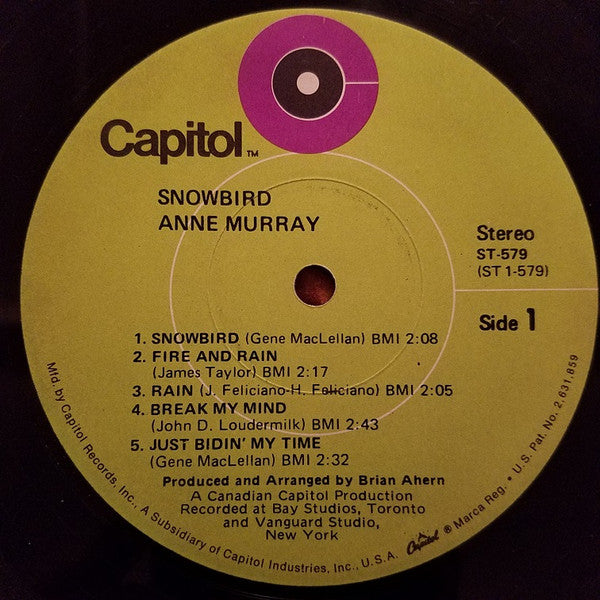 Capitol™
SNOWBIRD
ANNE MURRAY
Stereo
ST-579
(ST 1-579)
Side 1
1. SNOWBIRD (Gene MacLellan) BMI 2:08
2. FIRE AND RAIN
(James Taylor) BMI 2:17
3. RAIN (J. Feliciano-H. Feliciano) BMI 2:05
4. BREAK MY MIND
(John D. Loudermilk) BMI 2:43
5. JUST BIDIN' MY TIME
(Gene MacLellan) BMI 2:32
Produced and Arranged by Brian Ahern
A Canadian Capitol Production
Recorded at Bay Studios, Toronto
and Vanguard Studio,
New York
Mfd. by Capitol Records, Inc., A Subsidiary of Capitol Industries, Inc., U.S.A. Capitol ® Marca Reg. • U.S. Pat. No. 2,631,859